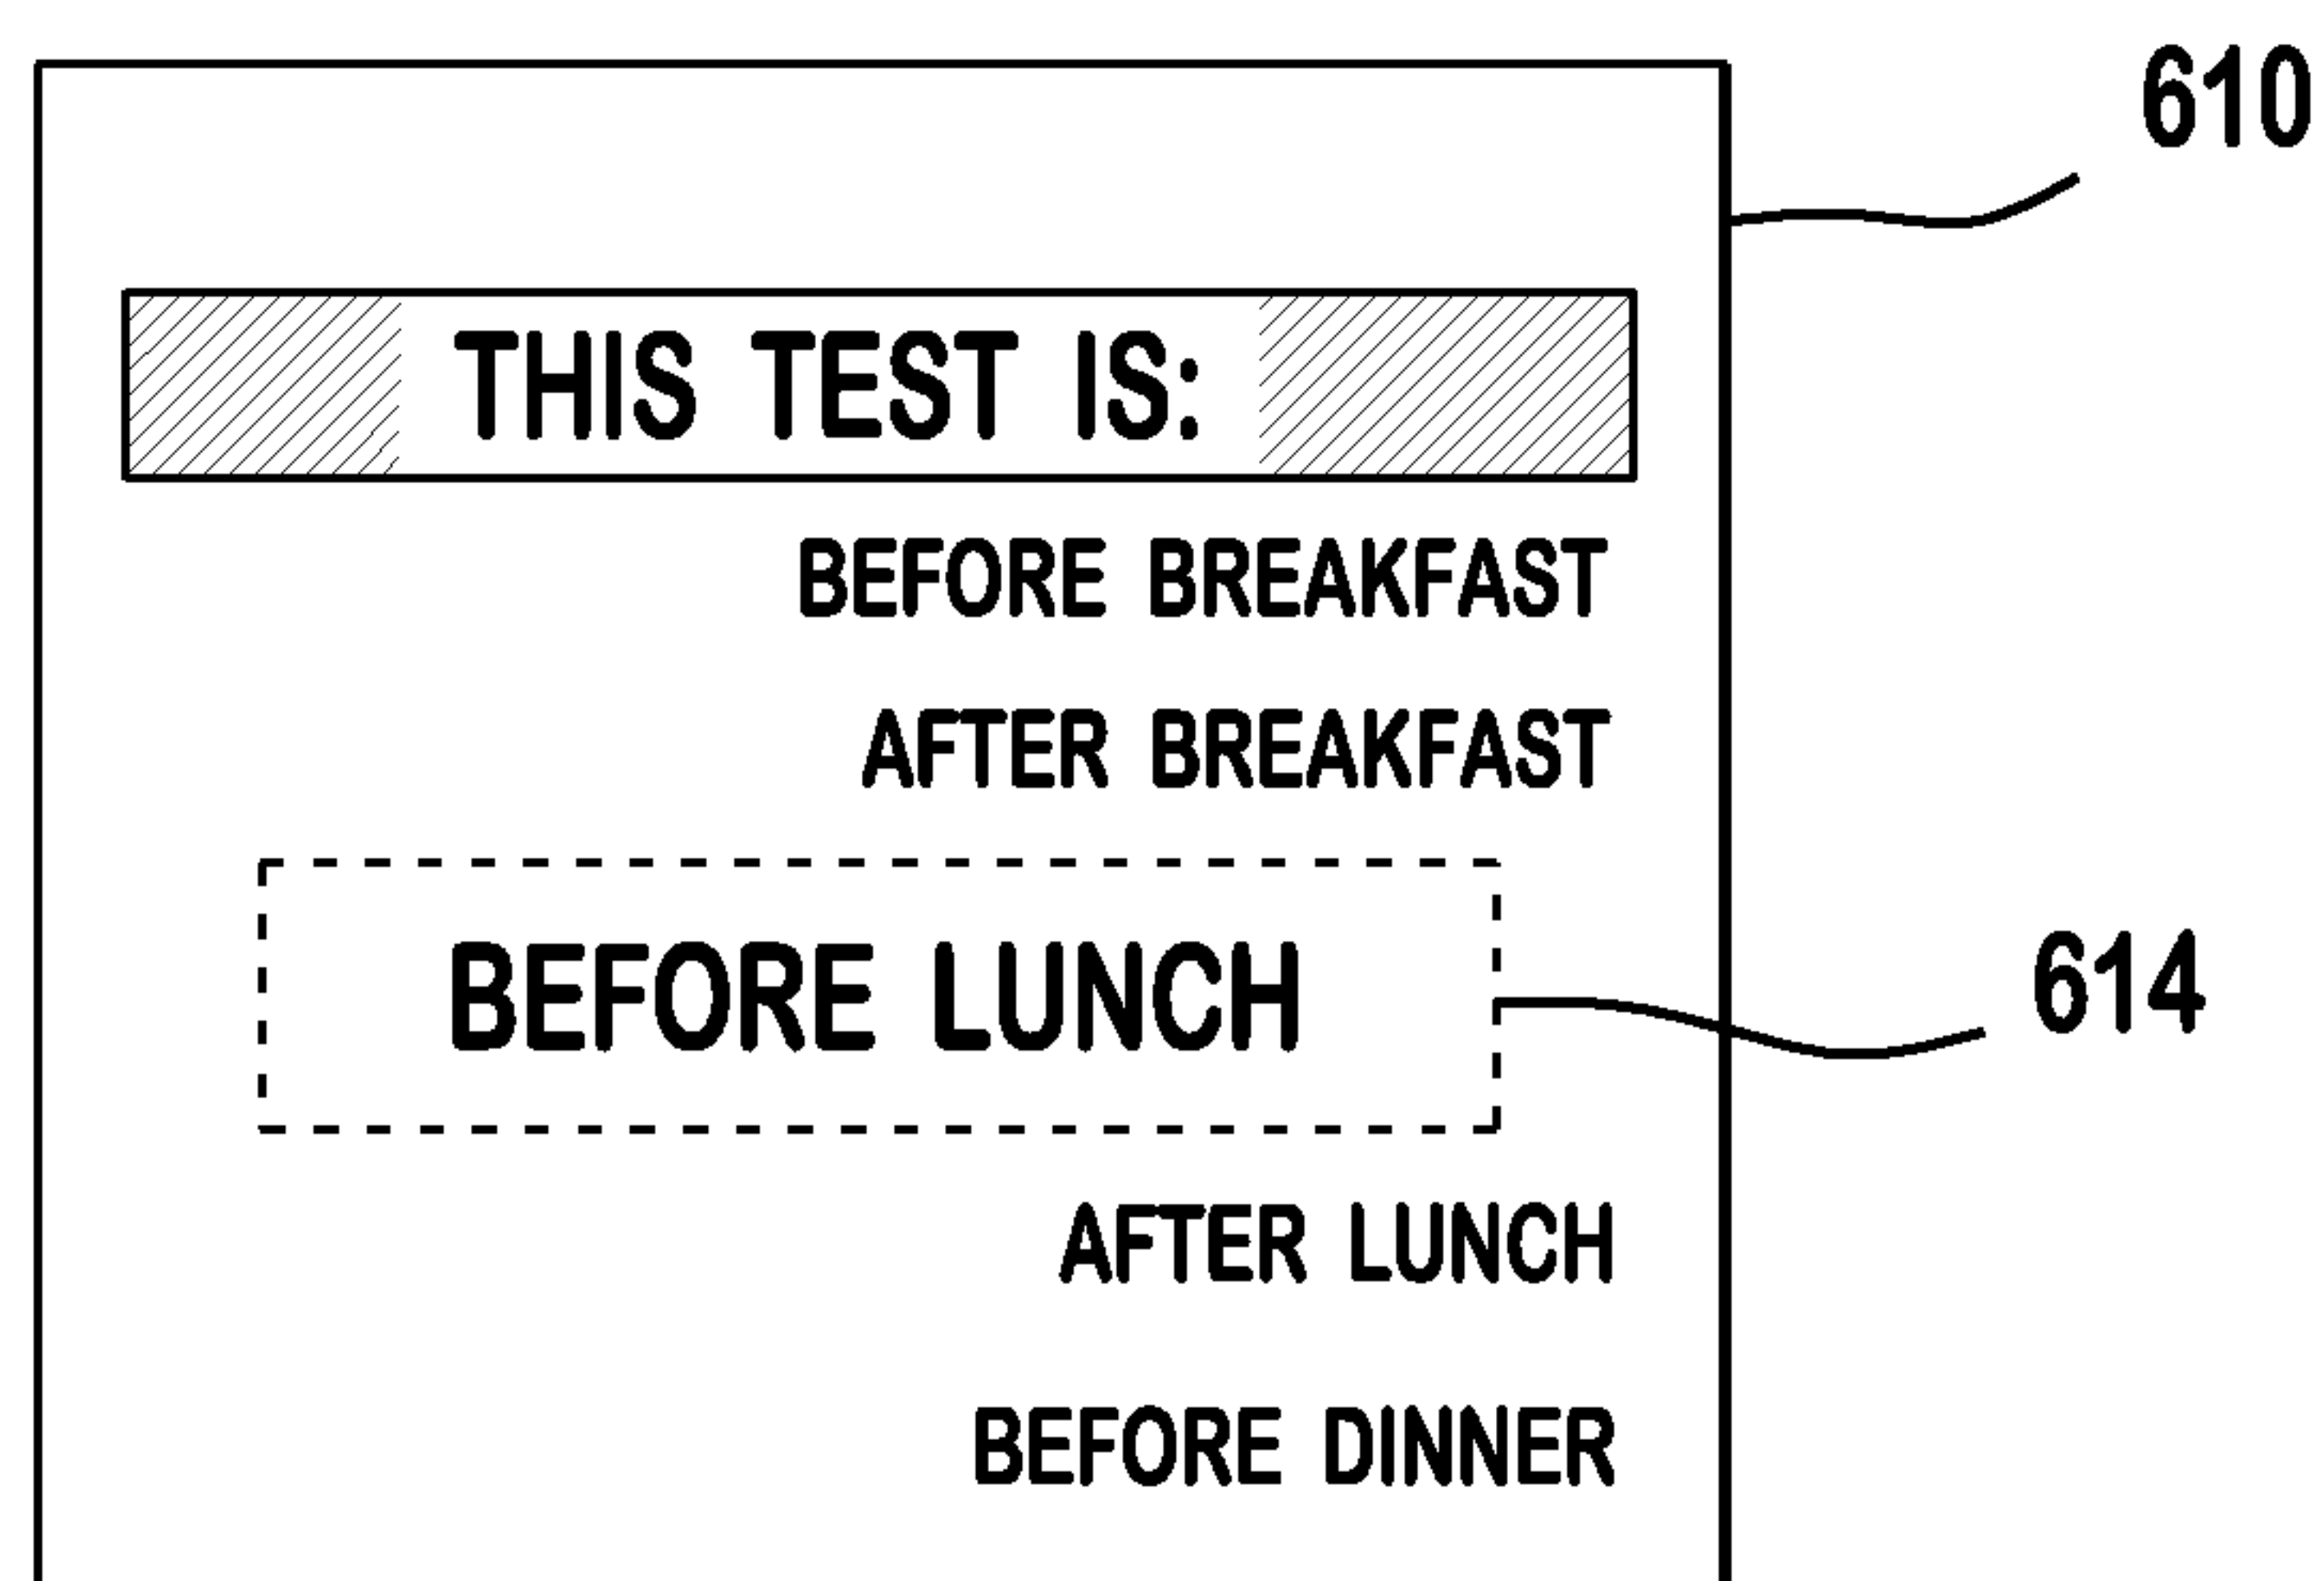 610
THIS TEST IS:
BEFORE BREAKFAST
AFTER BREAKFAST
BEFORE LUNCH
614
AFTER LUNCH
BEFORE DINNER